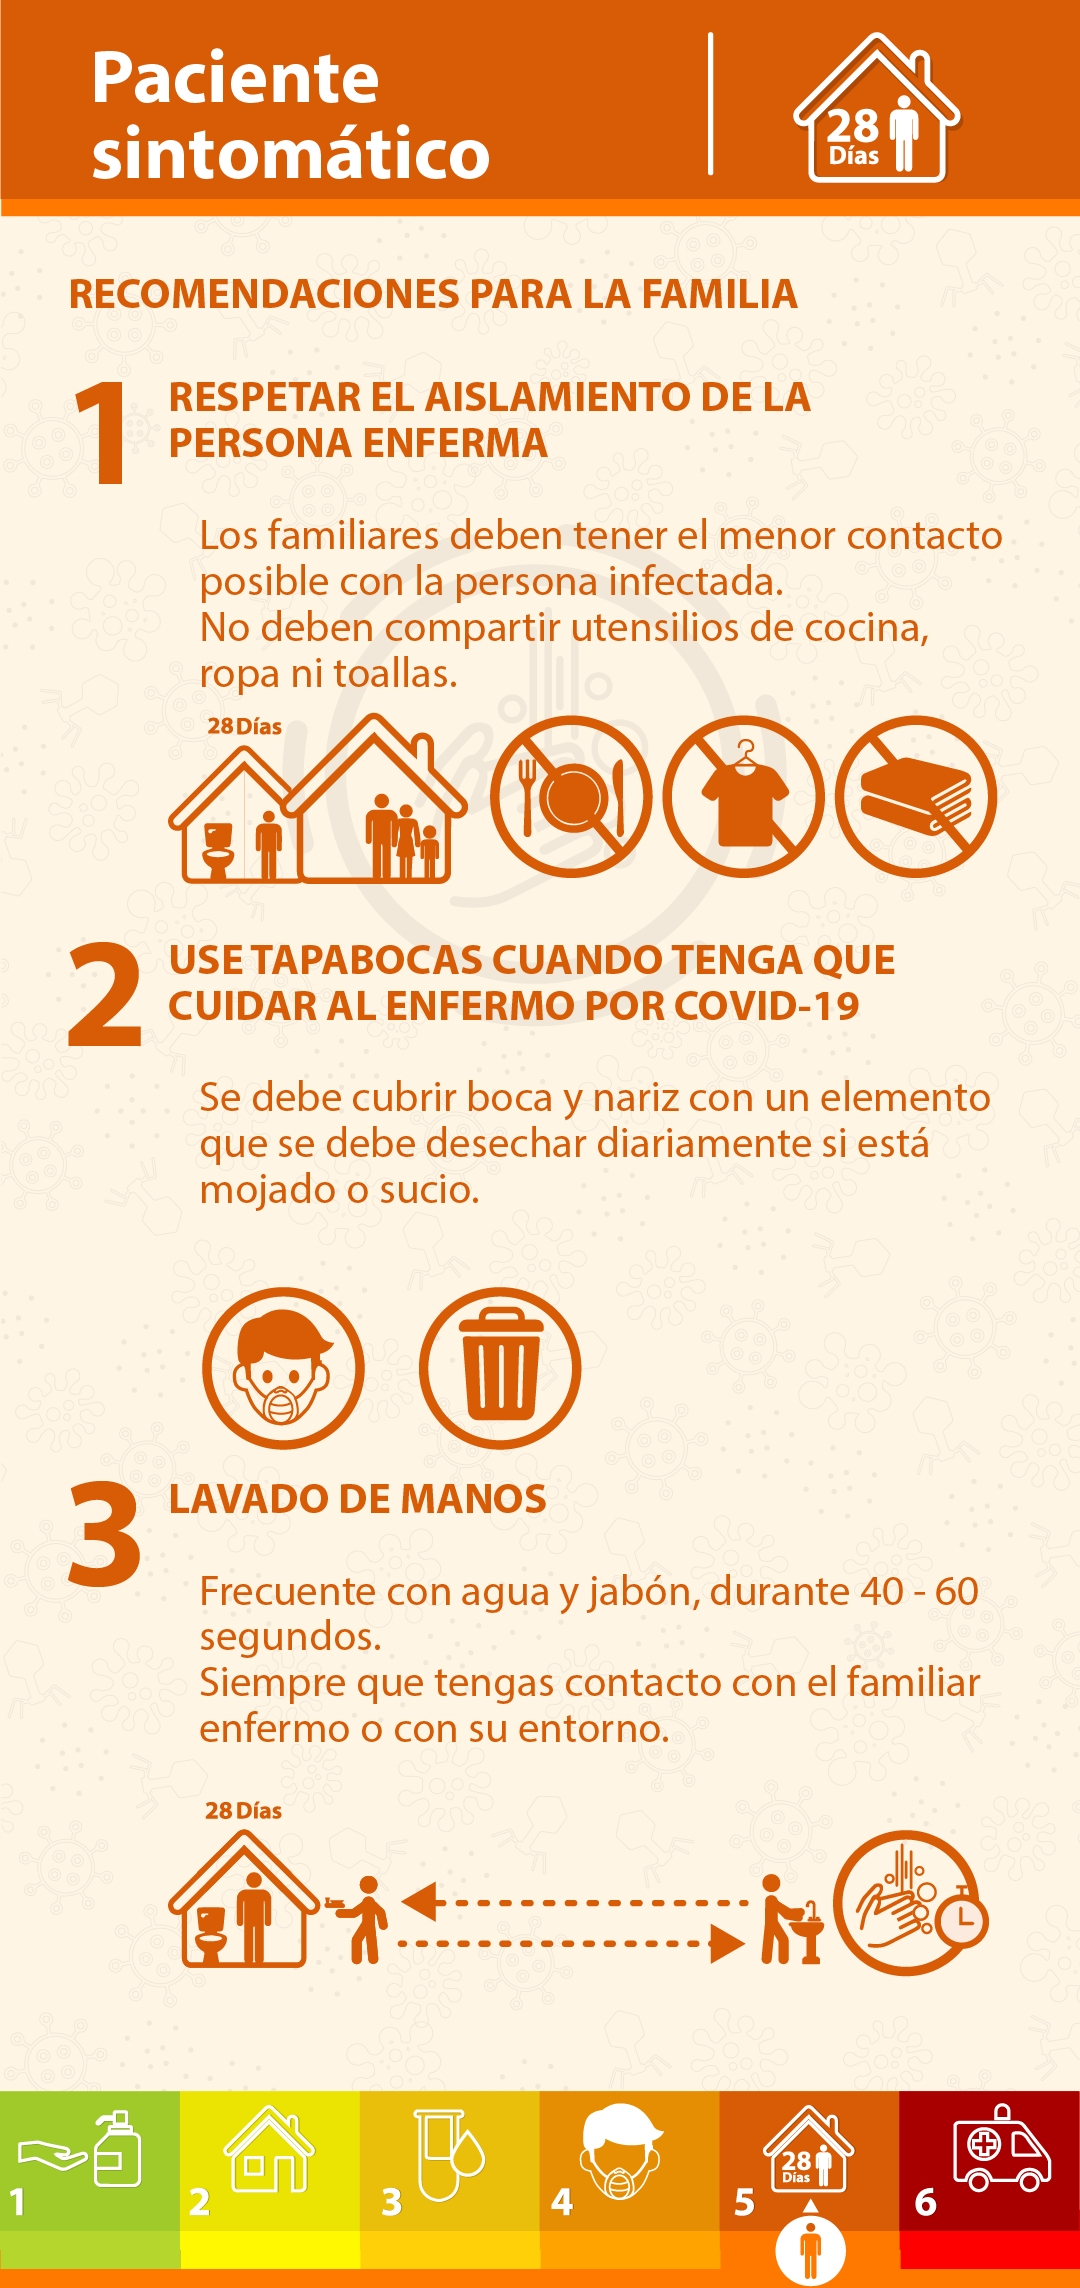 Paciente
sintomático
28
Días
RECOMENDACIONES PARA LA FAMILIA
1
RESPETAR EL AISLAMIENTO DE LA
PERSONA ENFERMA
Los familiares deben tener el menor contacto
posible con la persona infectada.
No deben compartir utensilios de cocina,
ropa ni toallas.
28 Días
2
USE TAPABOCAS CUANDO TENGA QUE
CUIDAR AL ENFERMO POR COVID-19
Se debe cubrir boca y nariz con un elemento
que se debe desechar diariamente si está
mojado o sucio.
3
LAVADO DE MANOS
Frecuente con agua y jabón, durante 40 - 60
segundos.
Siempre que tengas contacto con el familiar
enfermo o con su entorno.
28 Días
28
Días
1 2 3 4 5 6